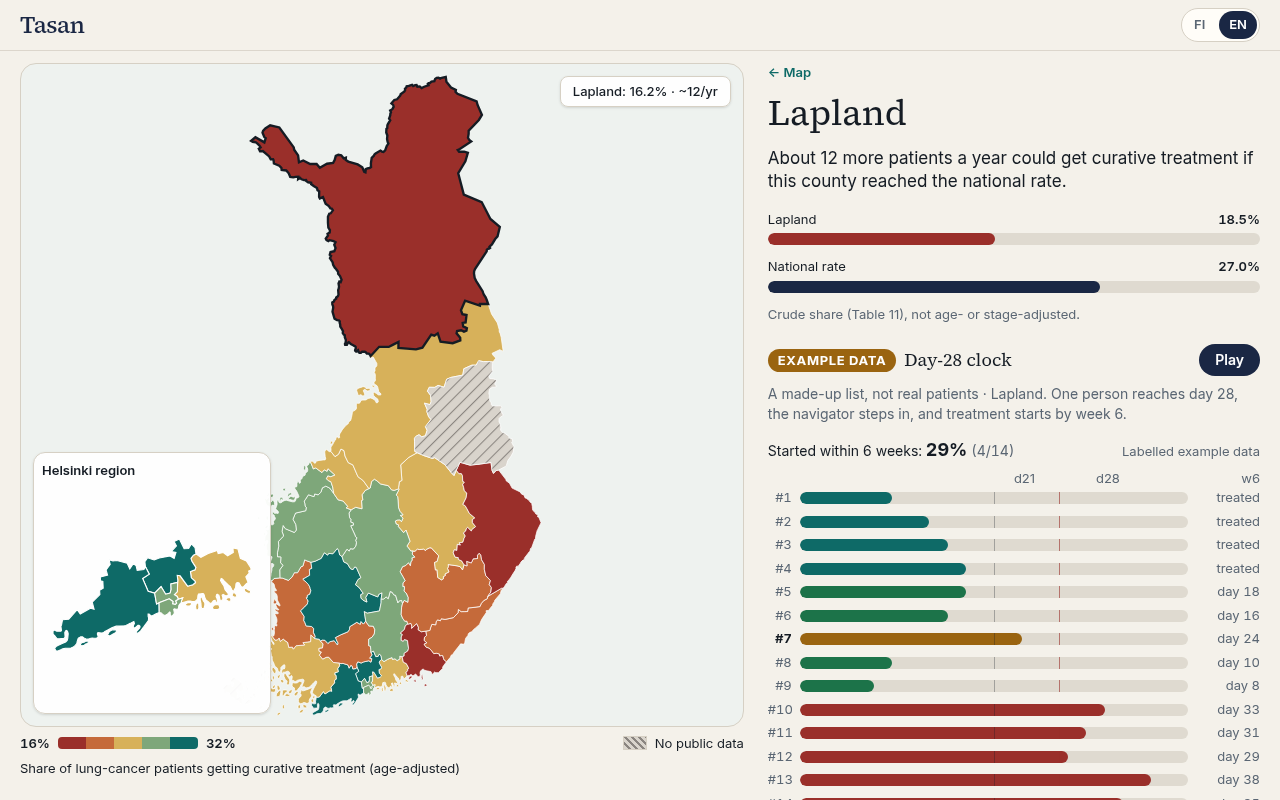 Tasan
FI EN
Lapland: 16.2% · ~12/yr
Helsinki region
16% 32%
No public data
Share of lung-cancer patients getting curative treatment (age-adjusted)
← Map
Lapland
About 12 more patients a year could get curative treatment if
this county reached the national rate.
Lapland 18.5%
National rate 27.0%
Crude share (Table 11), not age- or stage-adjusted.
EXAMPLE DATA Day-28 clock Play
A made-up list, not real patients · Lapland. One person reaches day 28,
the navigator steps in, and treatment starts by week 6.
Started within 6 weeks: 29% (4/14) Labelled example data
d21 d28 w6
#1 treated
#2 treated
#3 treated
#4 treated
#5 day 18
#6 day 16
#7 day 24
#8 day 10
#9 day 8
#10 day 33
#11 day 31
#12 day 29
#13 day 38